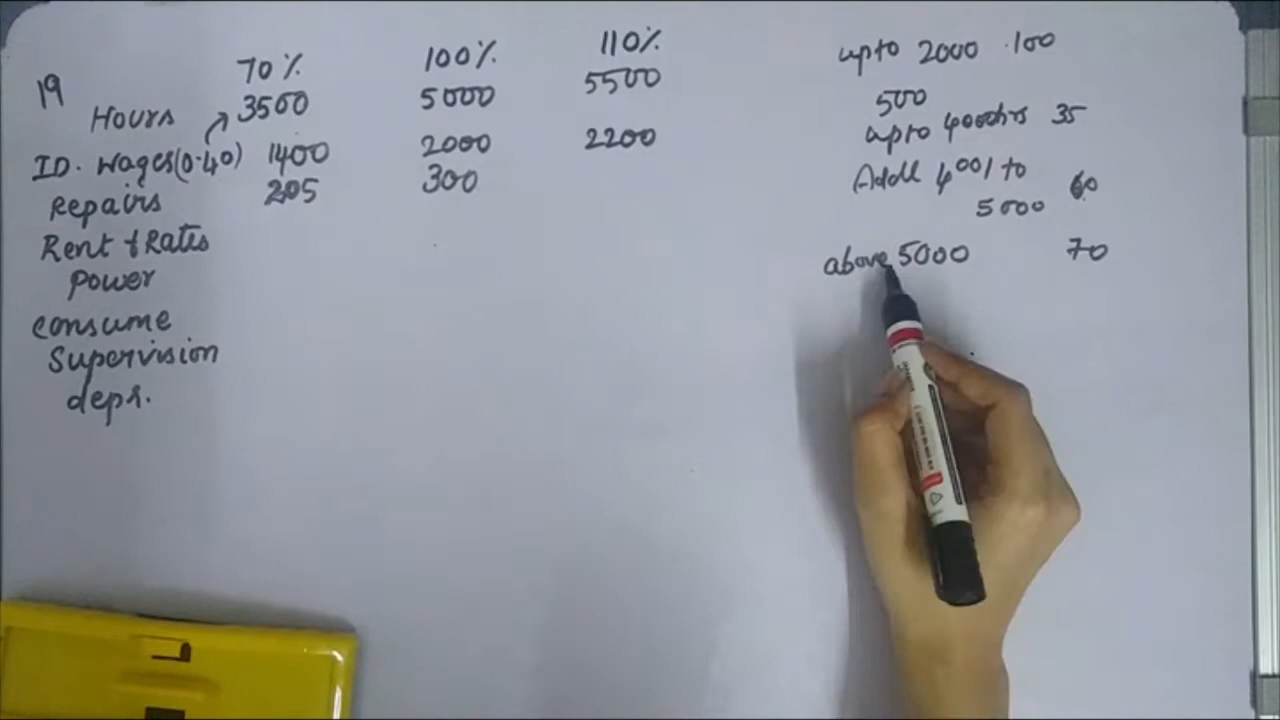 19 70% 100% 110%
Hours 3500 5000 5500
ID. wages(0.40) 1400 2000 2200
Repairs 205 300
Rent & Rates
Power
consume
Supervision
depr.
upto 2000 100
500
upto 4000hrs 35
Addl 4001 to
5000 60
above 5000 70